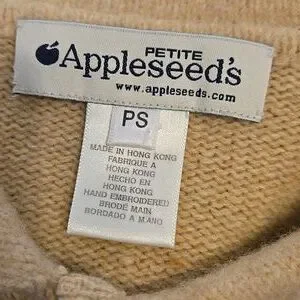 PETITE
Appleseed's
www.appleseeds.com
PS
MADE IN HONG KONG
FABRIQUE A
HONG KONG
HECHO EN
HONG KONG
HAND EMBROIDERED
BRODÉ MAIN
BORDADO A MANO